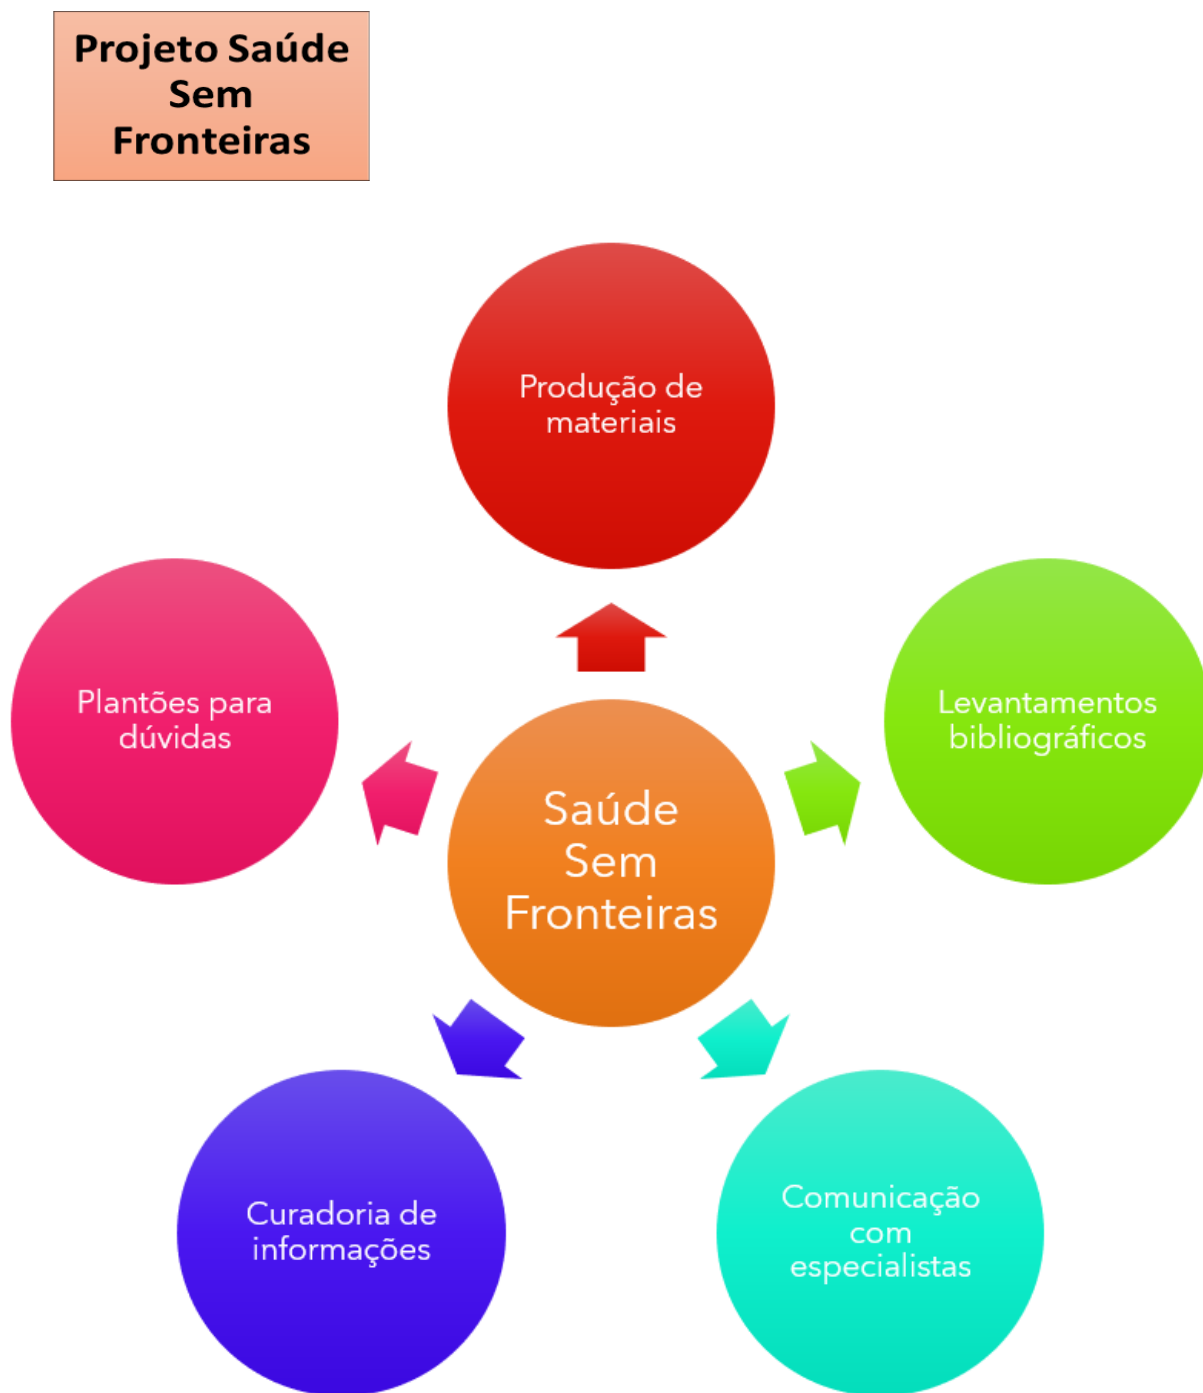 Projeto Saúde
Sem
Fronteiras
Produção de
materiais
Plantões para
dúvidas
Levantamentos
bibliográficos
Saúde
Sem
Fronteiras
Curadoria de
informações
Comunicação
com
especialistas